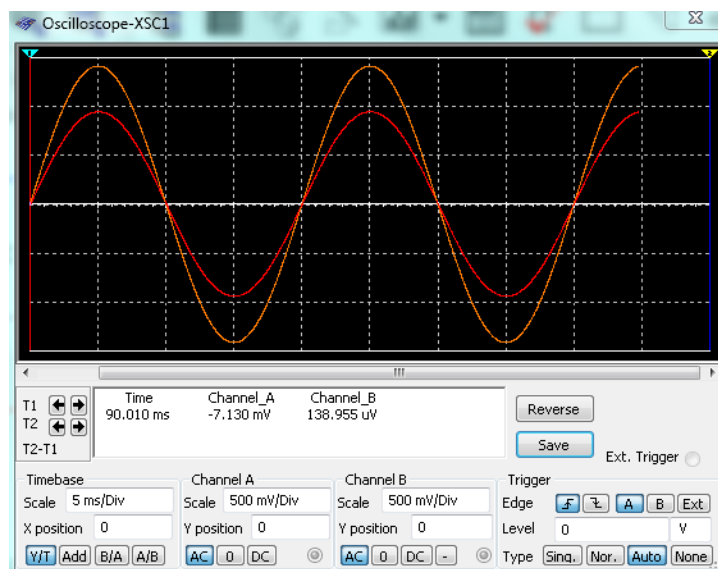 Oscilloscope-XSC1
1 2
T1
T2
T2-T1
Time Channel_A Channel_B
90.010 ms -7.130 mV 138.955 uV
Reverse
Save
Ext. Trigger
Timebase
Scale 5 ms/Div
X position 0
Y/T Add B/A A/B
Channel A
Scale 500 mV/Div
Y position 0
AC 0 DC
Channel B
Scale 500 mV/Div
Y position 0
AC 0 DC -
Trigger
Edge A B Ext
Level 0 V
Type Sing. Nor. Auto None